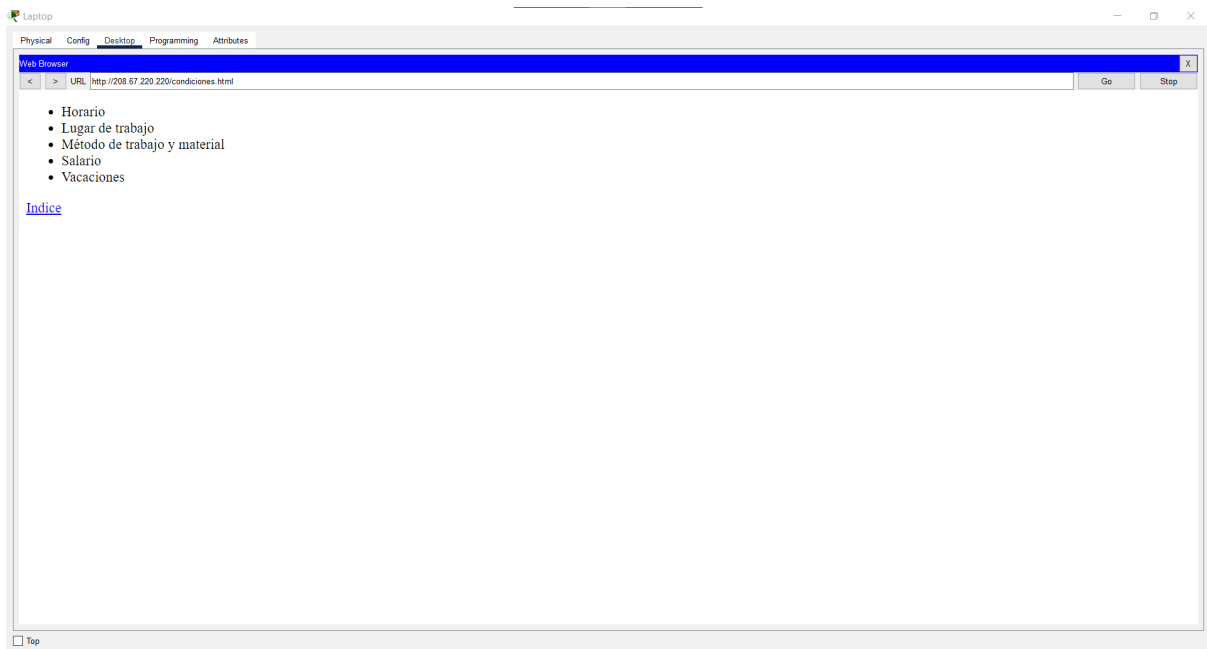 Laptop
Physical Config Desktop Programming Attributes
Web Browser X
< > URL http://208.67.220.220/condiciones.html Go Stop
• Horario
• Lugar de trabajo
• Método de trabajo y material
• Salario
• Vacaciones
Indice
Top